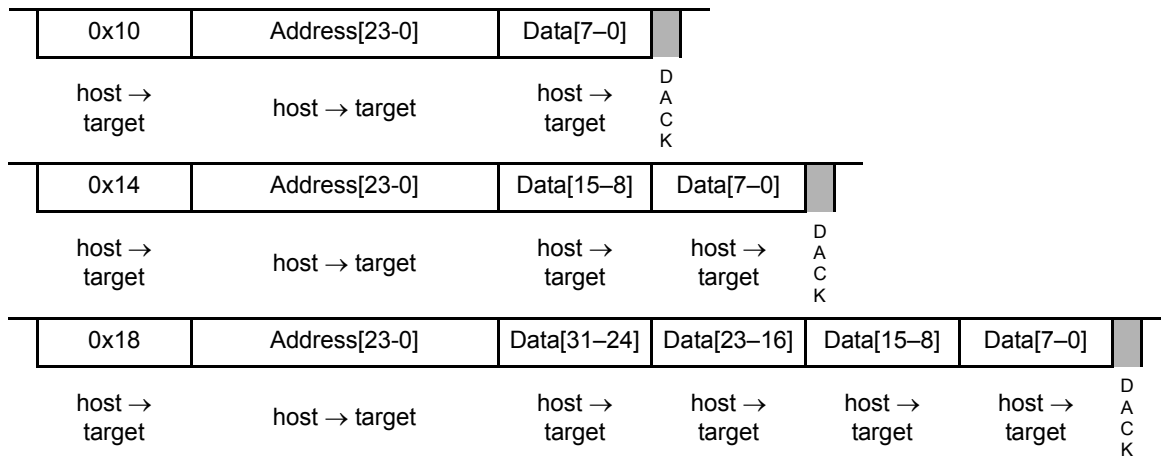 0x10 Address[23-0] Data[7–0]
host → target host → target host → target
D
A
C
K
0x14 Address[23-0] Data[15–8] Data[7–0]
host → target host → target host → target host → target
D
A
C
K
0x18 Address[23-0] Data[31–24] Data[23–16] Data[15–8] Data[7–0]
host → target host → target host → target host → target host → target host → target
D
A
C
K